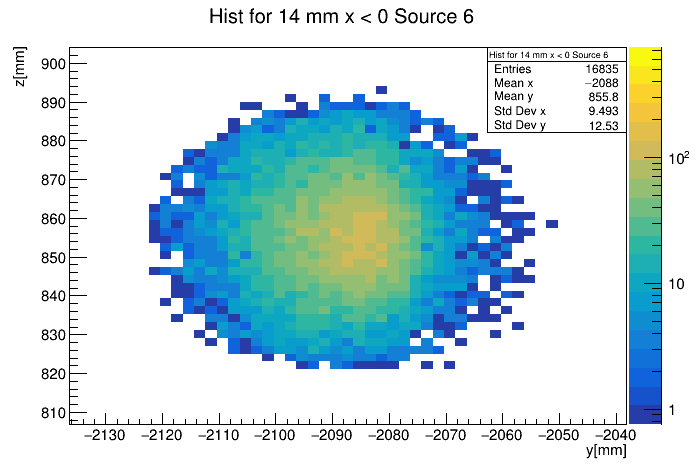 Hist for 14 mm x < 0 Source 6
z[mm]
Hist for 14 mm x < 0 Source 6
Entries 16835
Mean x −2088
Mean y 855.8
Std Dev x 9.493
Std Dev y 12.53
900
890
880
870
860
850
840
830
820
810
10²
10
1
−2130 −2120 −2110 −2100 −2090 −2080 −2070 −2060 −2050 −2040
y[mm]